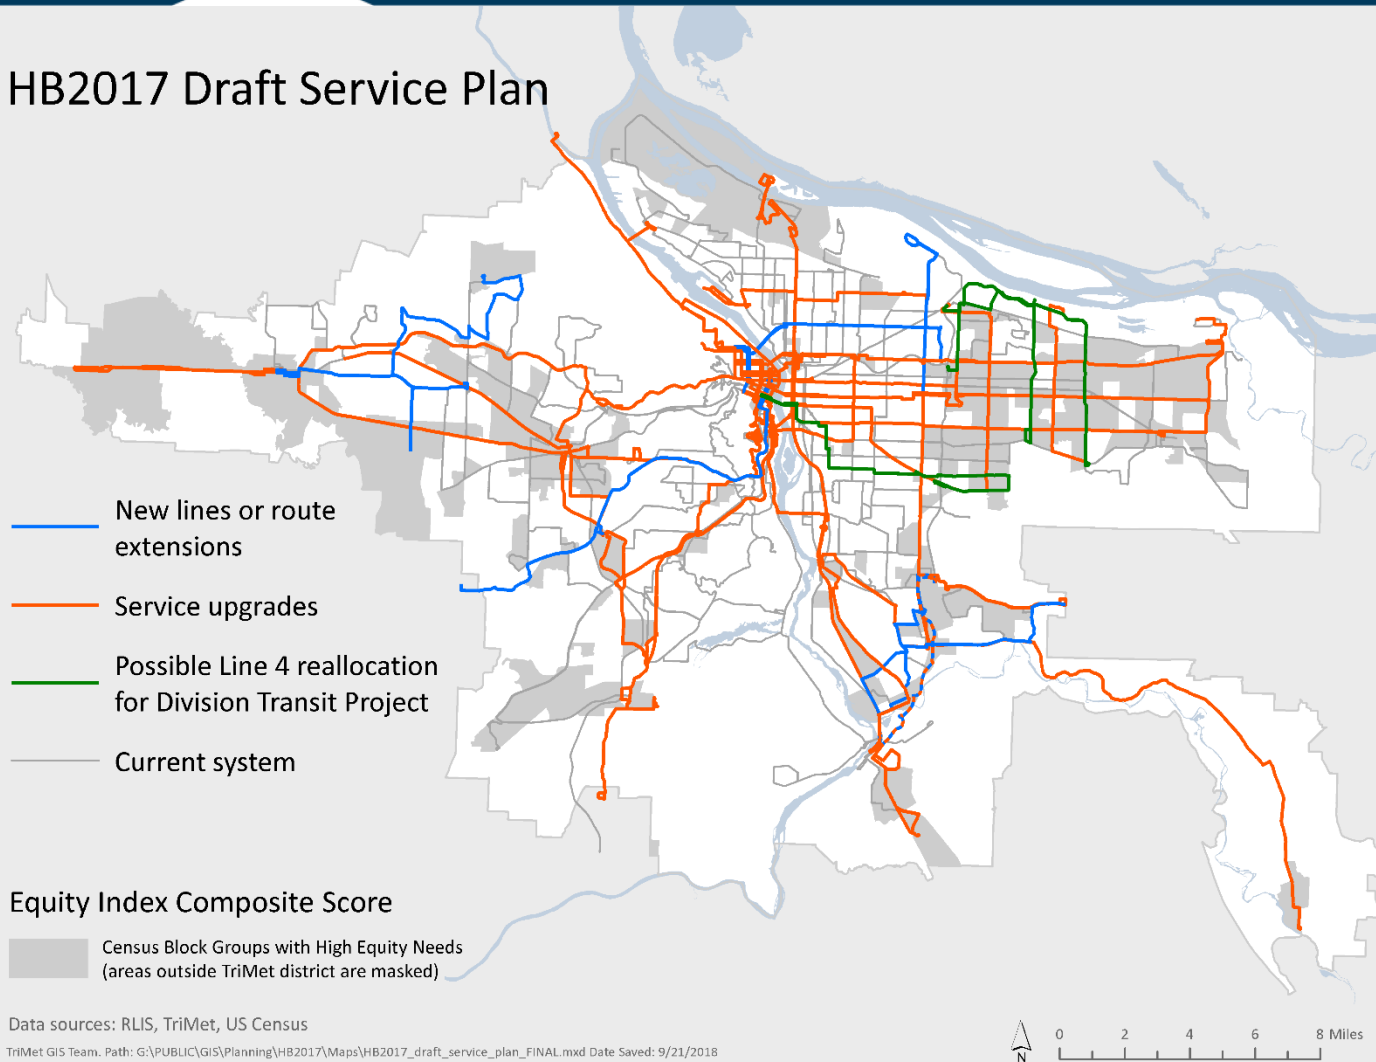 HB2017 Draft Service Plan
New lines or route
extensions
Service upgrades
Possible Line 4 reallocation
for Division Transit Project
Current system
Equity Index Composite Score
Census Block Groups with High Equity Needs
(areas outside TriMet district are masked)
Data sources: RLIS, TriMet, US Census
TriMet GIS Team. Path: G:\PUBLIC\GIS\Planning\HB2017\Maps\HB2017_draft_service_plan_FINAL.mxd Date Saved: 9/21/2018
N
0 2 4 6 8 Miles